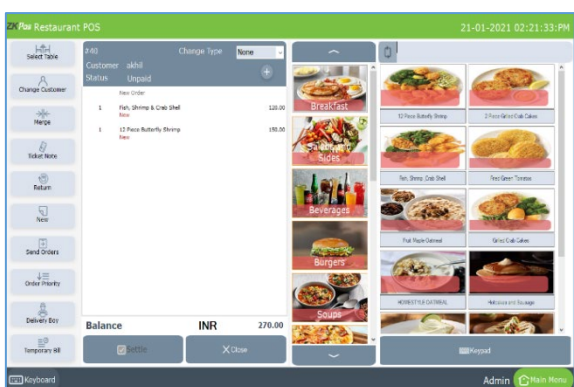 ZK Pos Restaurant POS
21-01-2021 02:21:33:PM
Select Table
Change Customer
Merge
Ticket Note
Return
New
Send Orders
Order Priority
Delivery Boy
Temporary Bill
#40
Change Type
None
Customer akhil
Status Unpaid
New Order
1 Fish, Shrimp & Crab Shell 120.00
New
1 12 Piece Butterfly Shrimp 150.00
New
Balance INR 270.00
Settle
Close
Breakfast
Sides
Beverages
Burgers
Soups
12 Piece Butterfly Shrimp
2 Piece Grilled Crab Cakes
Fish, Shrimp, Crab Shell
Fried Green Tomatoes
Fruit Maple Oatmeal
Grilled Crab Cakes
HOMESTYLE OATMEAL
Hotcakes and Sausage
Keypad
Keyboard
Admin
Main Menu